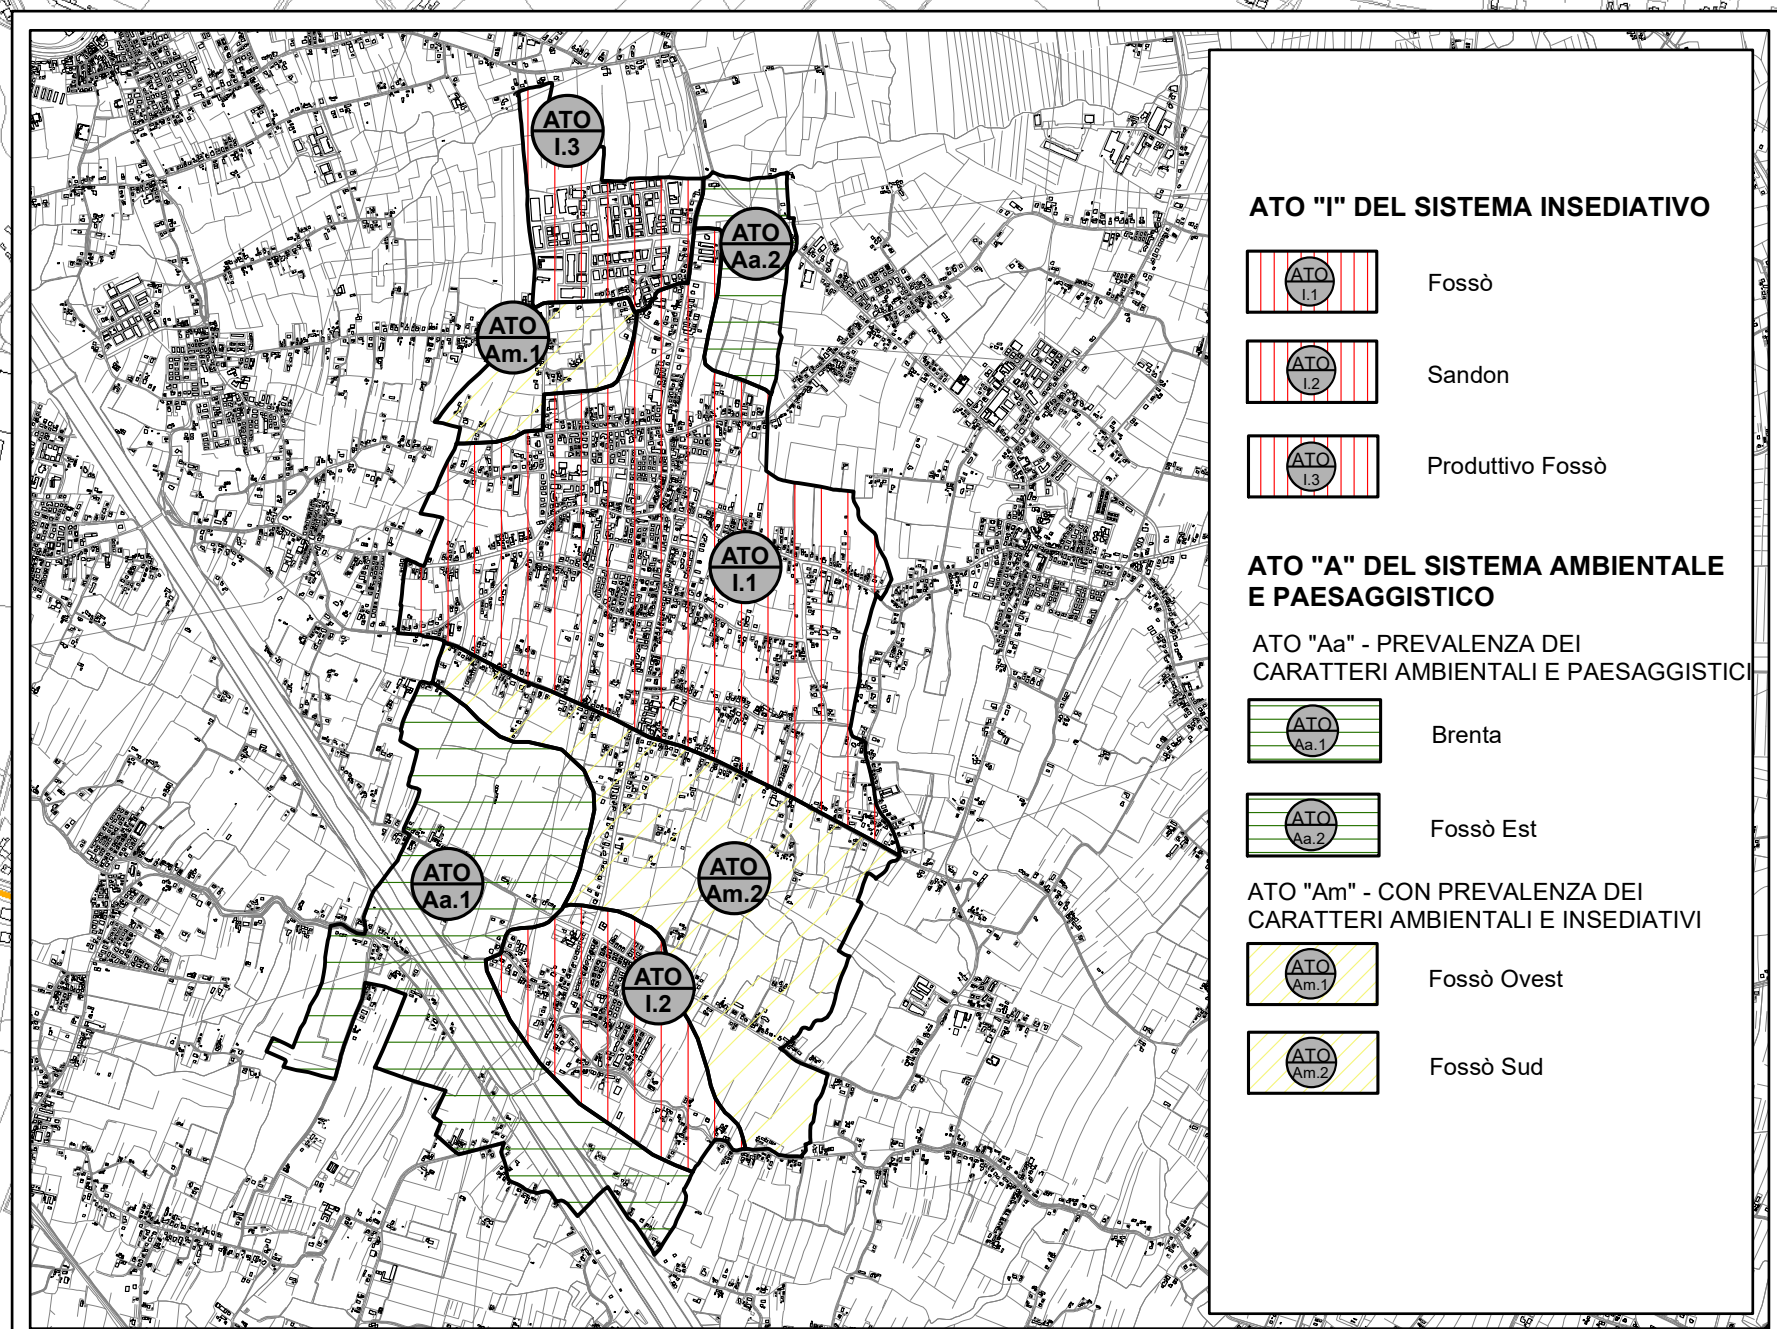 ATO
I.3
ATO
Aa.2
ATO
Am.1
ATO
I.1
ATO
Aa.1
ATO
Am.2
ATO
I.2
ATO "I" DEL SISTEMA INSEDIATIVO
ATO
I.1
Fossò
ATO
I.2
Sandon
ATO
I.3
Produttivo Fossò
ATO "A" DEL SISTEMA AMBIENTALE
E PAESAGGISTICO
ATO "Aa" - PREVALENZA DEI
CARATTERI AMBIENTALI E PAESAGGISTICI
ATO
Aa.1
Brenta
ATO
Aa.2
Fossò Est
ATO "Am" - CON PREVALENZA DEI
CARATTERI AMBIENTALI E INSEDIATIVI
ATO
Am.1
Fossò Ovest
ATO
Am.2
Fossò Sud